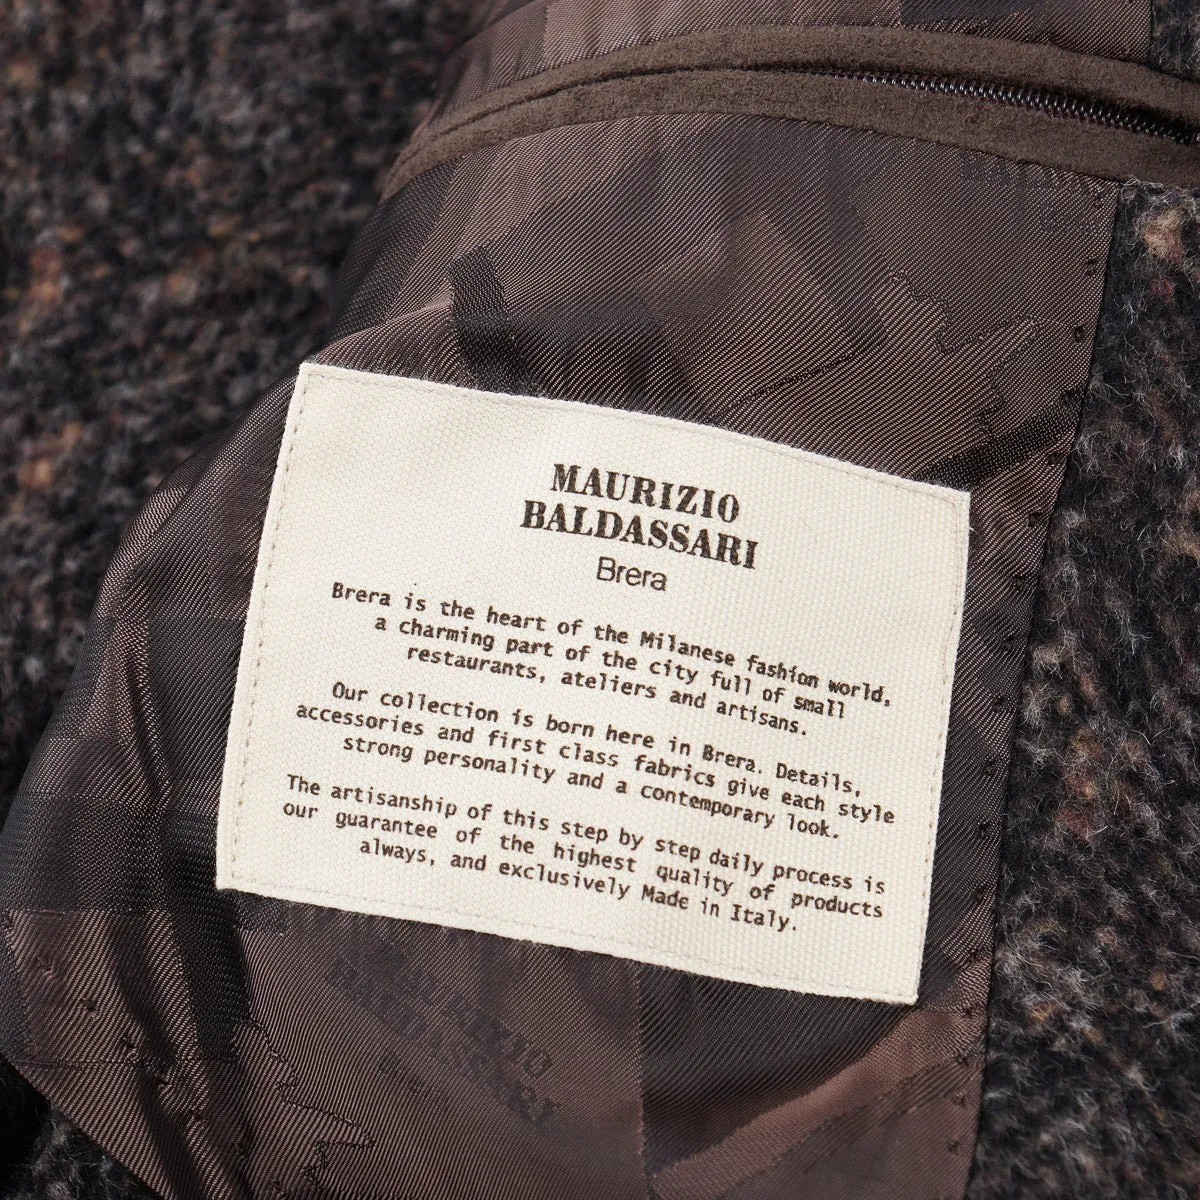 MAURIZIO
BALDASSARI
Brera
Brera is the heart of the Milanese fashion world,
a charming part of the city full of small
restaurants, ateliers and artisans.
Our collection is born here in Brera. Details,
accessories and first class fabrics give each style
strong personality and a contemporary look.
The artisanship of this step by step daily process is
our guarantee of the highest quality of products
always, and exclusively Made in Italy.